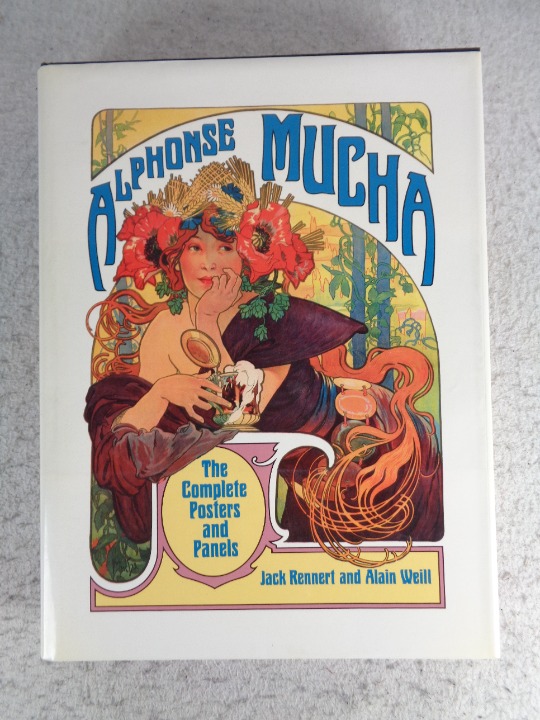 ALPHONSE MUCHA
The
Complete
Posters
and
Panels
Jack Rennert and Alain Weill